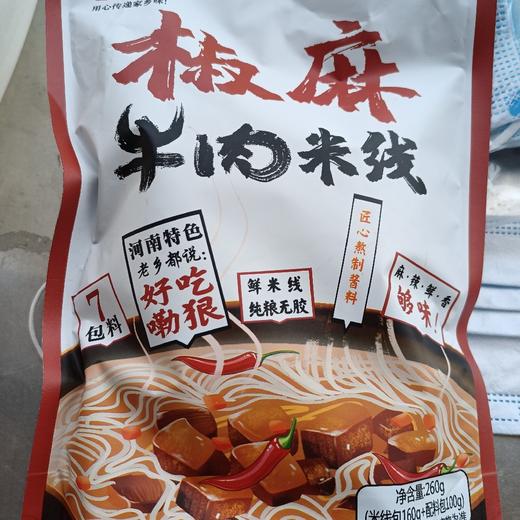 用心传递家乡味!
椒麻
牛肉米线
匠心熬制酱料
河南特色
老乡都说:
好吃
嘞狠
7
包料
鲜米线
纯粮无胶
麻·辣·鲜·香
够味!
净含量:260g
(米线包160g+配料包100g)